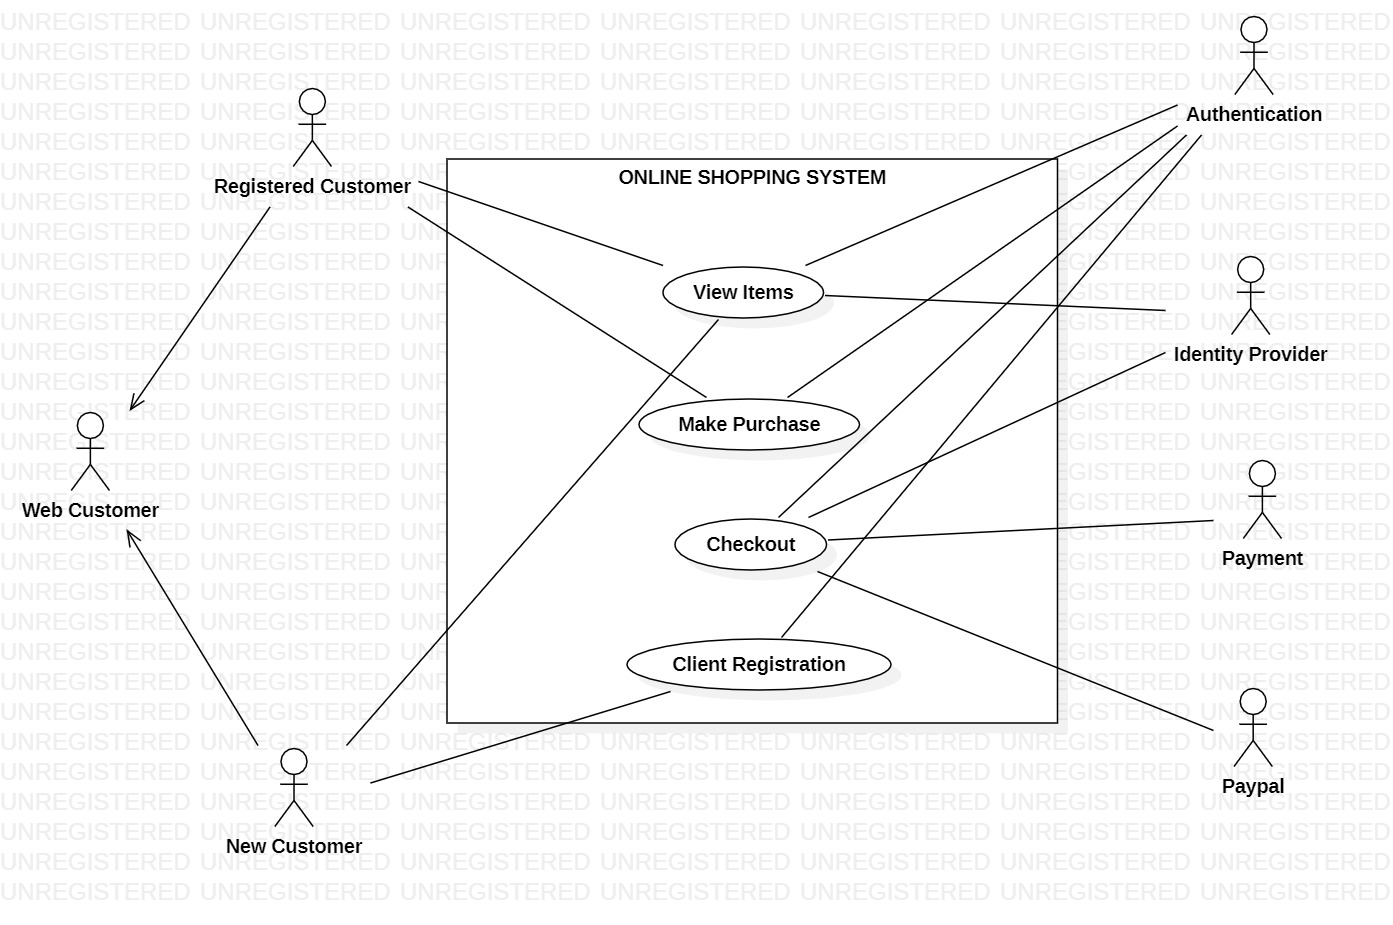 Authentication
Registered Customer
ONLINE SHOPPING SYSTEM
View Items
Identity Provider
Make Purchase
Web Customer
Checkout
Payment
Client Registration
Paypal
New Customer
UNREGISTERED UNREGISTERED UNREGISTERED UNREGISTERED UNREGISTERED UNREGISTERED UNREGISTERED